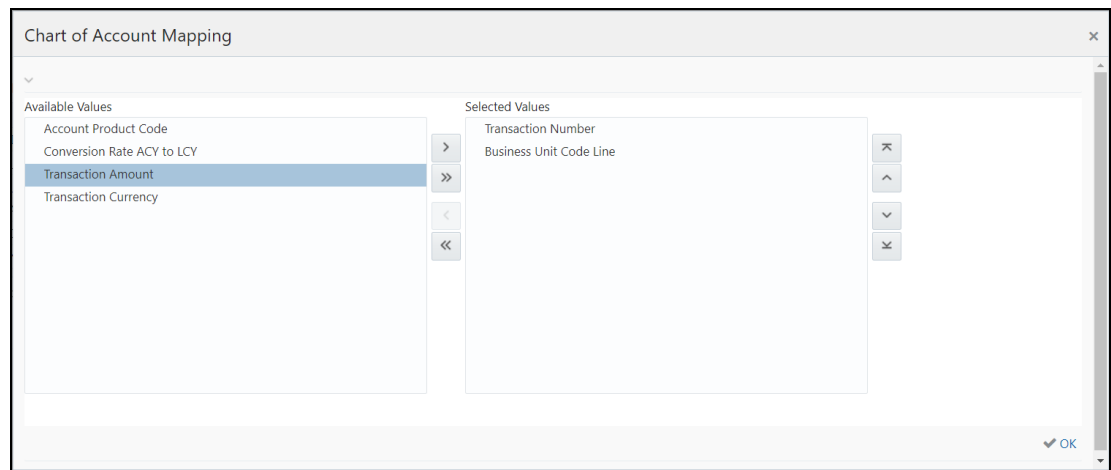 Chart of Account Mapping
Available Values
Selected Values
Account Product Code
Transaction Number
Conversion Rate ACY to LCY
Business Unit Code Line
Transaction Amount
Transaction Currency
OK